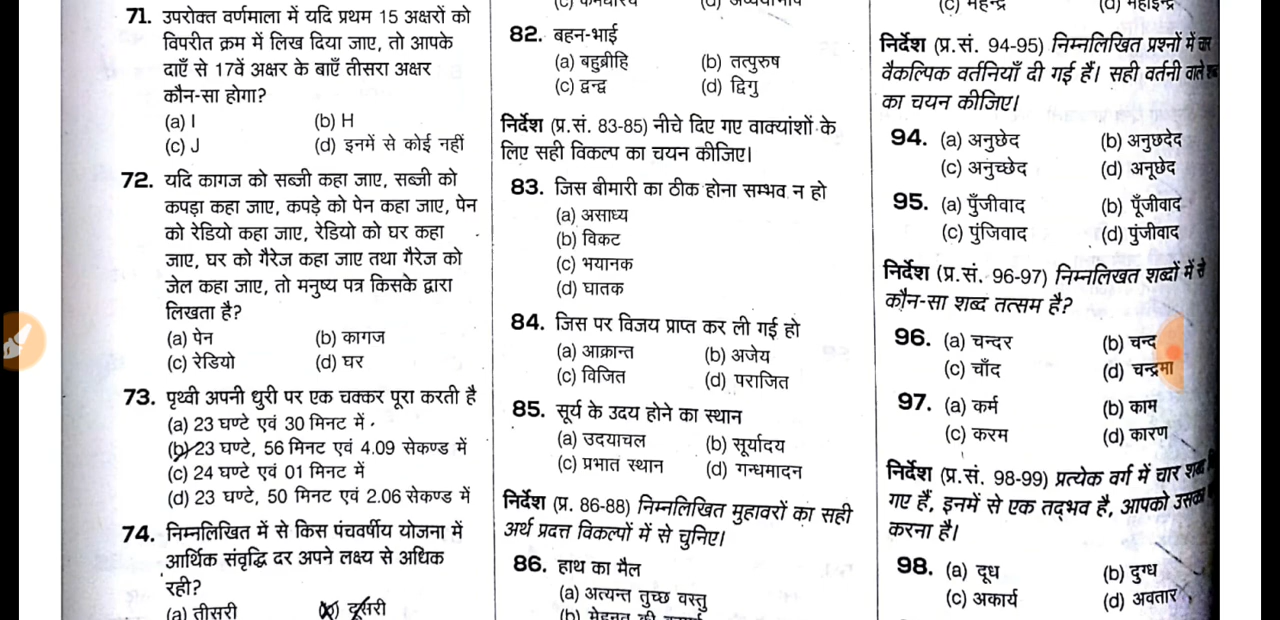 71. उपरोक्त वर्णमाला में यदि प्रथम 15 अक्षरों को
विपरीत क्रम में लिख दिया जाए, तो आपके
दाएँ से 17वें अक्षर के बाएँ तीसरा अक्षर
कौन-सा होगा?
(a) I (b) H
(c) J (d) इनमें से कोई नहीं
72. यदि कागज को सब्जी कहा जाए, सब्जी को
कपड़ा कहा जाए, कपड़े को पेन कहा जाए, पेन
को रेडियो कहा जाए, रेडियो को घर कहा
जाए, घर को गैरेज कहा जाए तथा गैरेज को
जेल कहा जाए, तो मनुष्य पत्र किसके द्वारा
लिखता है?
(a) पेन (b) कागज
(c) रेडियो (d) घर
73. पृथ्वी अपनी धुरी पर एक चक्कर पूरा करती है
(a) 23 घण्टे एवं 30 मिनट में
(b) 23 घण्टे, 56 मिनट एवं 4.09 सेकण्ड में
(c) 24 घण्टे एवं 01 मिनट में
(d) 23 घण्टे, 50 मिनट एवं 2.06 सेकण्ड में
74. निम्नलिखित में से किस पंचवर्षीय योजना में
आर्थिक संवृद्धि दर अपने लक्ष्य से अधिक
रही?
(a) तीसरी (b) दूसरी
82. बहन-भाई
(a) बहुब्रीहि (b) तत्पुरुष
(c) द्वन्द्व (d) द्विगु
निर्देश (प्र.सं. 83-85) नीचे दिए गए वाक्यांशों के
लिए सही विकल्प का चयन कीजिए।
83. जिस बीमारी का ठीक होना सम्भव न हो
(a) असाध्य
(b) विकट
(c) भयानक
(d) घातक
84. जिस पर विजय प्राप्त कर ली गई हो
(a) आक्रान्त (b) अजेय
(c) विजित (d) पराजित
85. सूर्य के उदय होने का स्थान
(a) उदयाचल (b) सूर्यादय
(c) प्रभात स्थान (d) गन्धमादन
निर्देश (प्र. 86-88) निम्नलिखित मुहावरों का सही
अर्थ प्रदत्त विकल्पों में से चुनिए।
86. हाथ का मैल
(a) अत्यन्त तुच्छ वस्तु
(c) महेन्द्र (d) महाइन्द्र
निर्देश (प्र.सं. 94-95) निम्नलिखित प्रश्नों में चार
वैकल्पिक वर्तनियाँ दी गई हैं। सही वर्तनी वाले
का चयन कीजिए।
94. (a) अनुछेद (b) अनुछदेद
(c) अनुच्छेद (d) अनूछेद
95. (a) पुँजीवाद (b) पूँजीवाद
(c) पुंजिवाद (d) पुंजीवाद
निर्देश (प्र.सं. 96-97) निम्नलिखत शब्दों में से
कौन-सा शब्द तत्सम है?
96. (a) चन्दर (b) चन्द
(c) चाँद (d) चन्द्रमा
97. (a) कर्म (b) काम
(c) करम (d) कारण
निर्देश (प्र.सं. 98-99) प्रत्येक वर्ग में चार शब्द
गए हैं, इनमें से एक तद्भव है, आपको उसका
करना है।
98. (a) दूध (b) दुग्ध
(c) अकार्य (d) अवतार